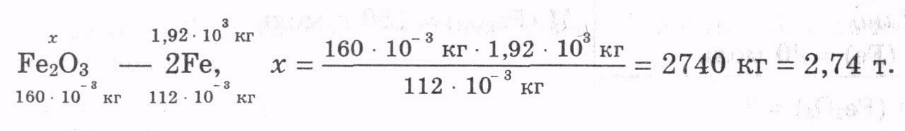 x 1,92 · 10³ кг
Fe₂O₃ — 2Fe, x = (160 · 10⁻³ кг · 1,92 · 10³ кг) / (112 · 10⁻³ кг) = 2740 кг = 2,74 т.
160 · 10⁻³ кг 112 · 10⁻³ кг